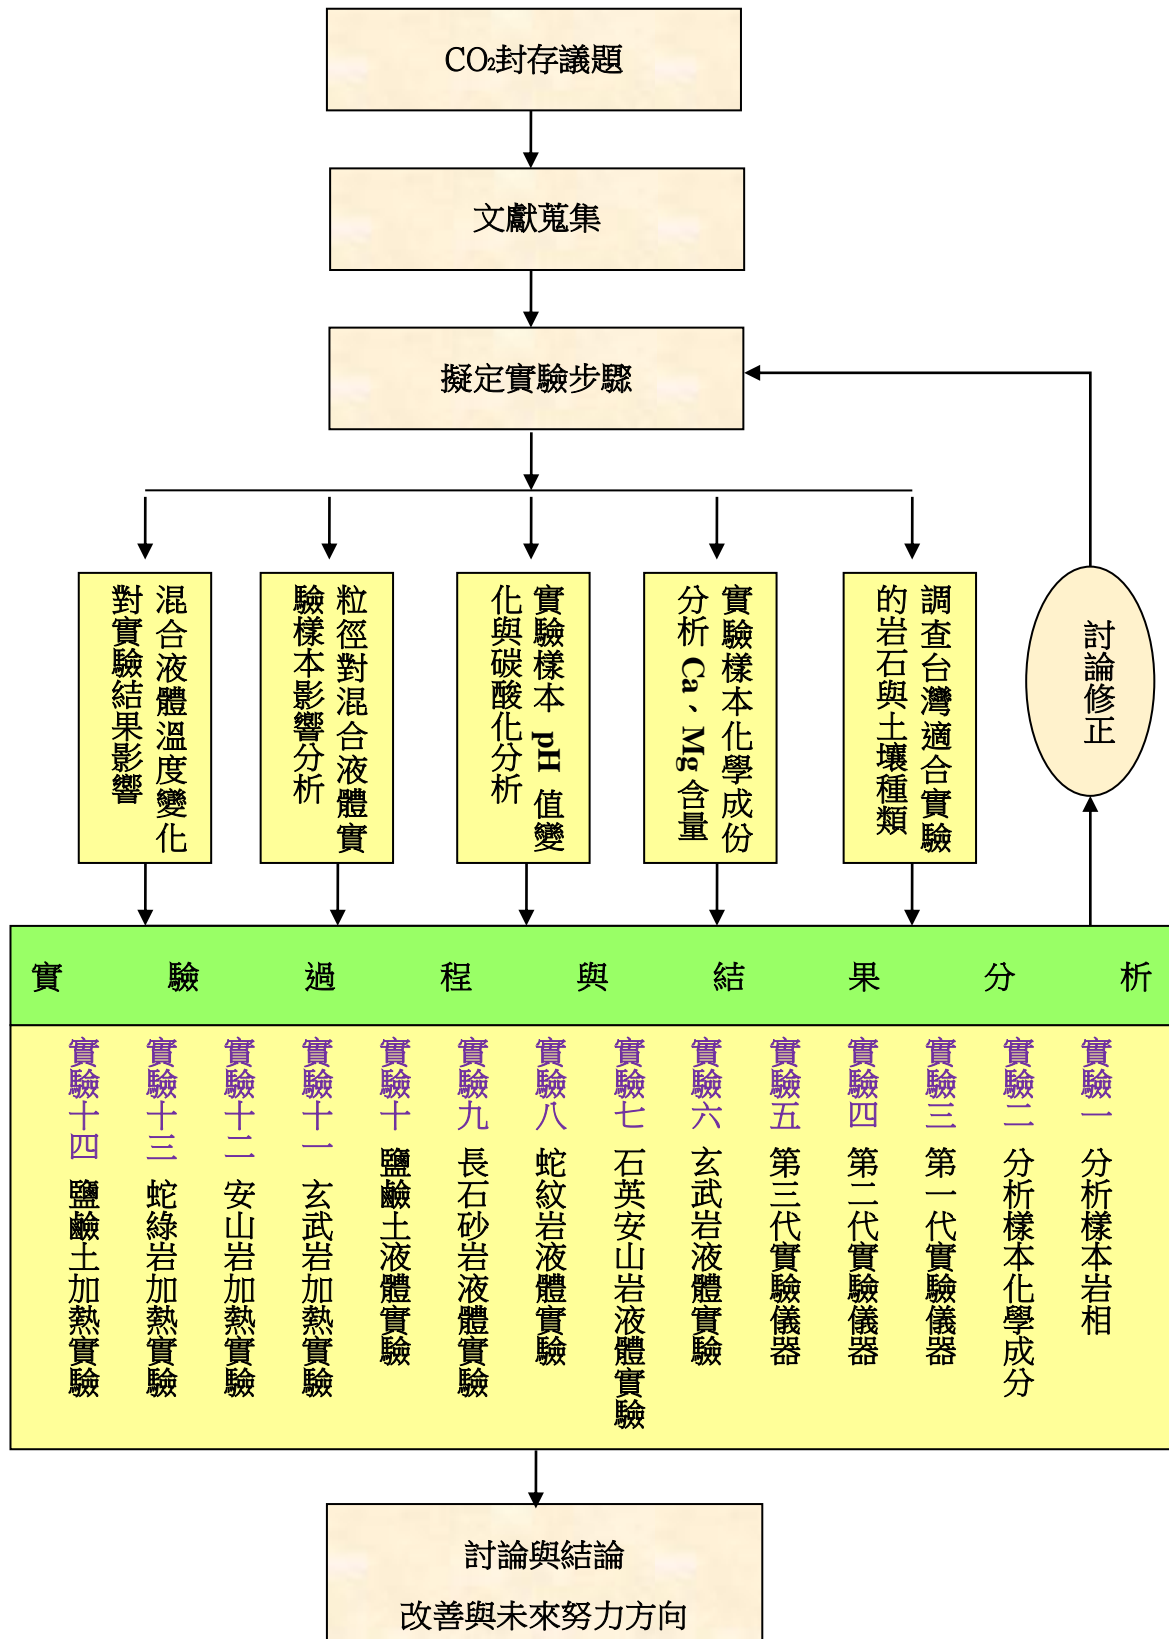 CO₂封存議題
文獻蒐集
擬定實驗步驟
調查台灣適合實驗
的岩石與土壤種類
實驗樣本化學成份
分析 Ca、Mg 含量
實驗樣本 pH 值變
化與碳酸化分析
粒徑對混合液體實
驗樣本影響分析
混合液體溫度變化
對實驗結果影響
討論修正
實驗過程與結果分析
實驗一 分析樣本岩相
實驗二 分析樣本化學成分
實驗三 第一代實驗儀器
實驗四 第二代實驗儀器
實驗五 第三代實驗儀器
實驗六 玄武岩液體實驗
實驗七 石英安山岩液體實驗
實驗八 蛇紋岩液體實驗
實驗九 長石砂岩液體實驗
實驗十 鹽鹼土液體實驗
實驗十一 玄武岩加熱實驗
實驗十二 安山岩加熱實驗
實驗十三 蛇綠岩加熱實驗
實驗十四 鹽鹼土加熱實驗
討論與結論
改善與未來努力方向